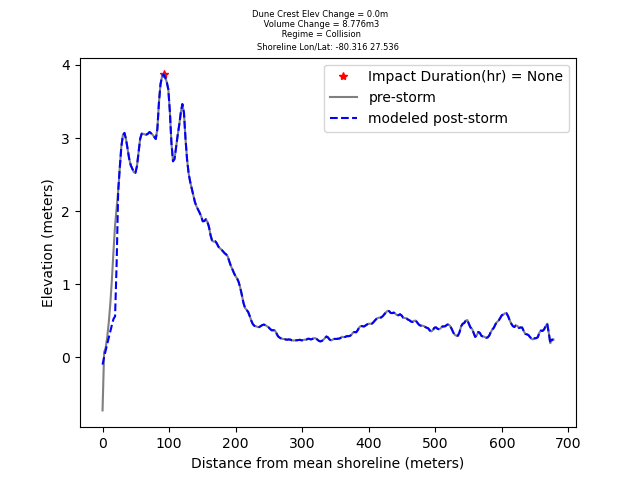 Dune Crest Elev Change = 0.0m
Volume Change = 8.776m3
Regime = Collision
Shoreline Lon/Lat: -80.316 27.536
Impact Duration(hr) = None
pre-storm
modeled post-storm
Elevation (meters)
4
3
2
1
0
0 100 200 300 400 500 600 700
Distance from mean shoreline (meters)